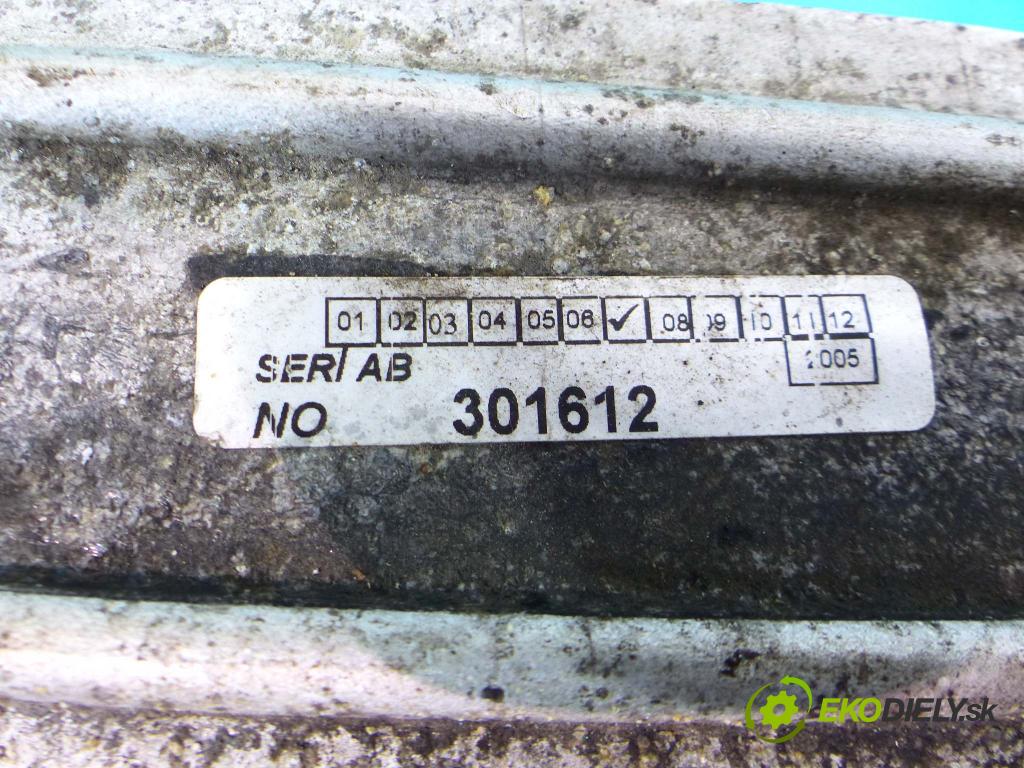 01 02 03 04 05 06 ✓ 08 09 10 11 12
2005
SERI AB
NO 301612
EKODIELY.sk